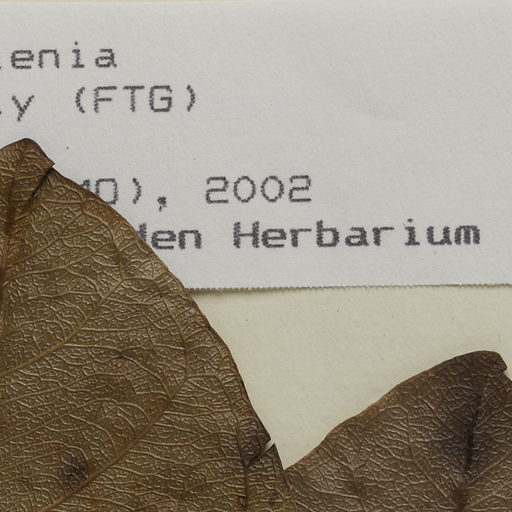 enia
y (FTG)
MO), 2002
den Herbarium